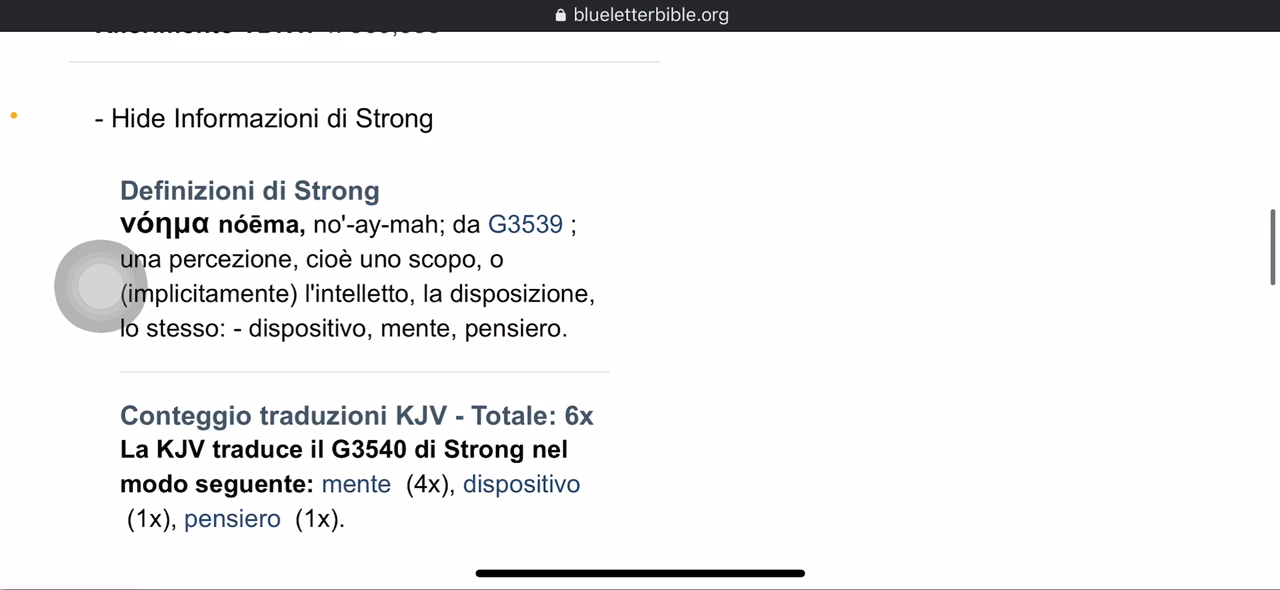 blueletterbible.org
- Hide Informazioni di Strong
Definizioni di Strong
νόημα nóēma, no'-ay-mah; da G3539 ;
una percezione, cioè uno scopo, o
(implicitamente) l'intelletto, la disposizione,
lo stesso: - dispositivo, mente, pensiero.
Conteggio traduzioni KJV - Totale: 6x
La KJV traduce il G3540 di Strong nel
modo seguente: mente (4x), dispositivo
(1x), pensiero (1x).